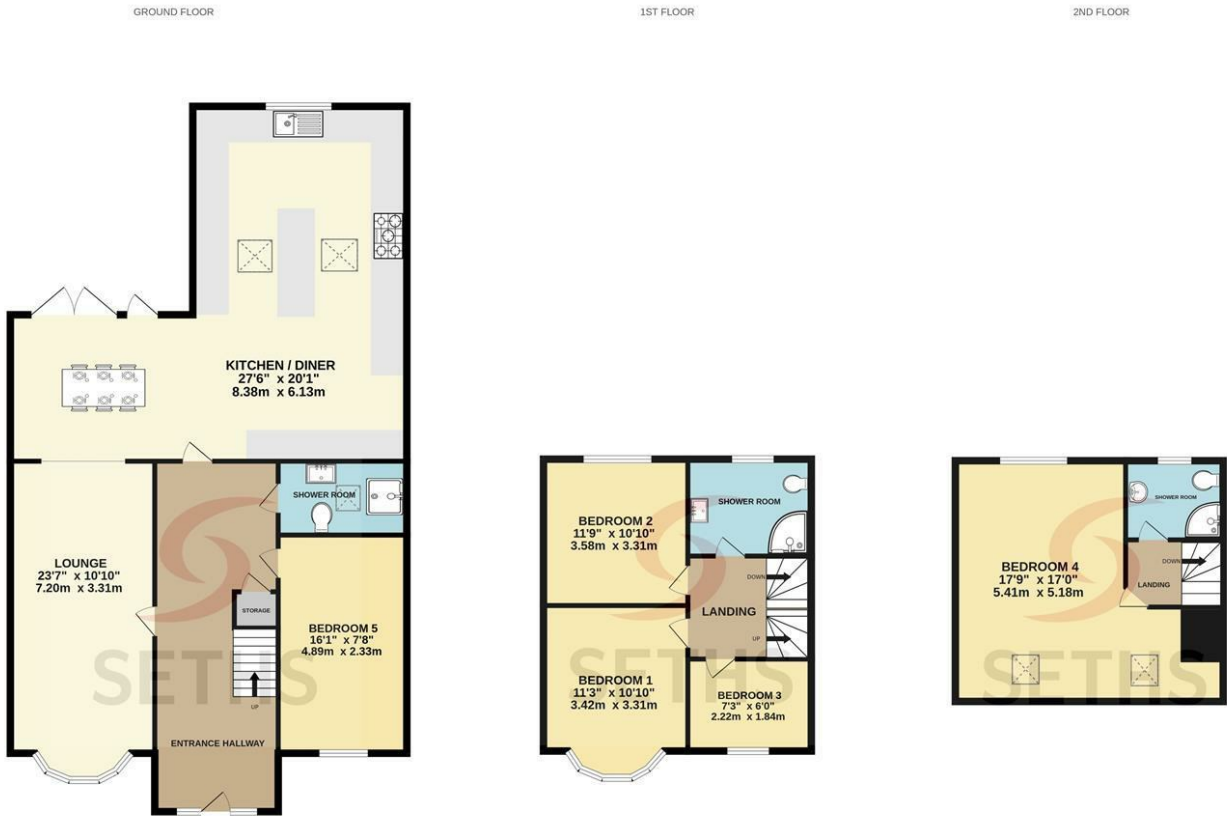 GROUND FLOOR
1ST FLOOR
2ND FLOOR
KITCHEN / DINER
27'6" x 20'1"
8.38m x 6.13m
SHOWER ROOM
LOUNGE
23'7" x 10'10"
7.20m x 3.31m
STORAGE
BEDROOM 5
16'1" x 7'8"
4.89m x 2.33m
UP
ENTRANCE HALLWAY
SETHS
BEDROOM 2
11'9" x 10'10"
3.58m x 3.31m
SHOWER ROOM
DOWN
LANDING
UP
BEDROOM 1
11'3" x 10'10"
3.42m x 3.31m
BEDROOM 3
7'3" x 6'0"
2.22m x 1.84m
SETHS
SHOWER ROOM
BEDROOM 4
17'9" x 17'0"
5.41m x 5.18m
DOWN
LANDING
SETHS